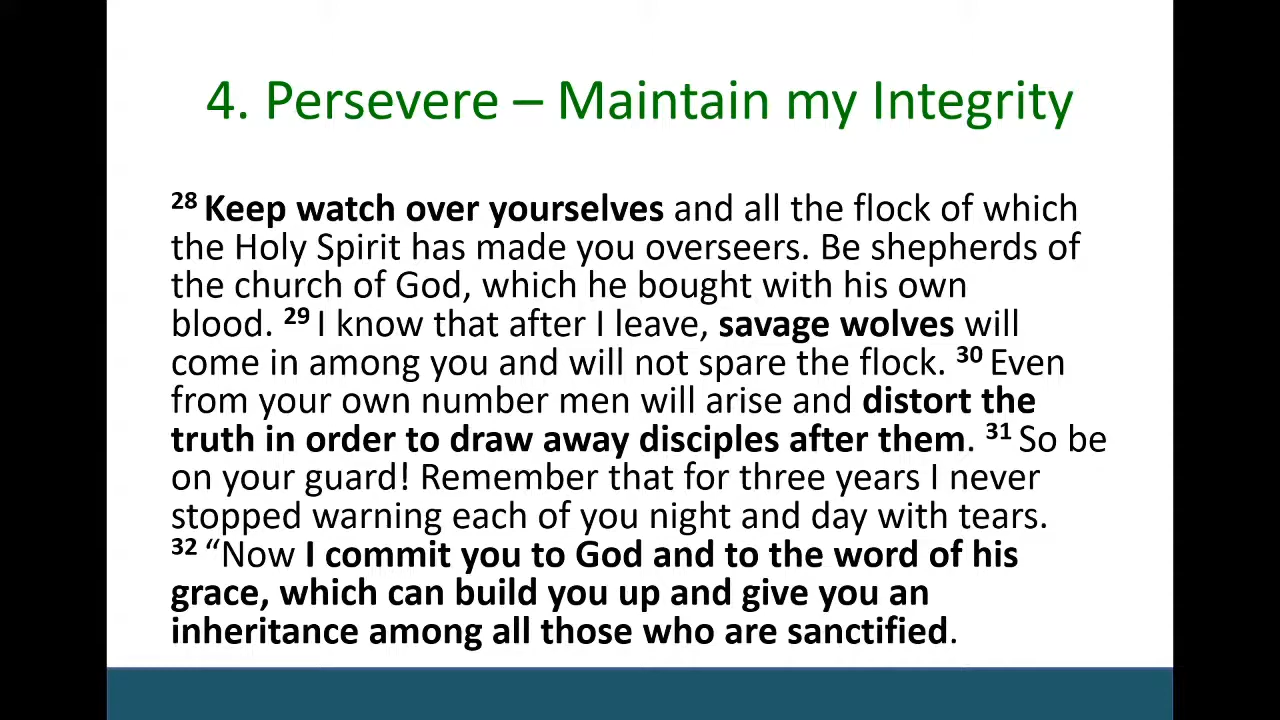 4. Persevere – Maintain my Integrity
28 Keep watch over yourselves and all the flock of which
the Holy Spirit has made you overseers. Be shepherds of
the church of God, which he bought with his own
blood. 29 I know that after I leave, savage wolves will
come in among you and will not spare the flock. 30 Even
from your own number men will arise and distort the
truth in order to draw away disciples after them. 31 So be
on your guard! Remember that for three years I never
stopped warning each of you night and day with tears.
32 “Now I commit you to God and to the word of his
grace, which can build you up and give you an
inheritance among all those who are sanctified.